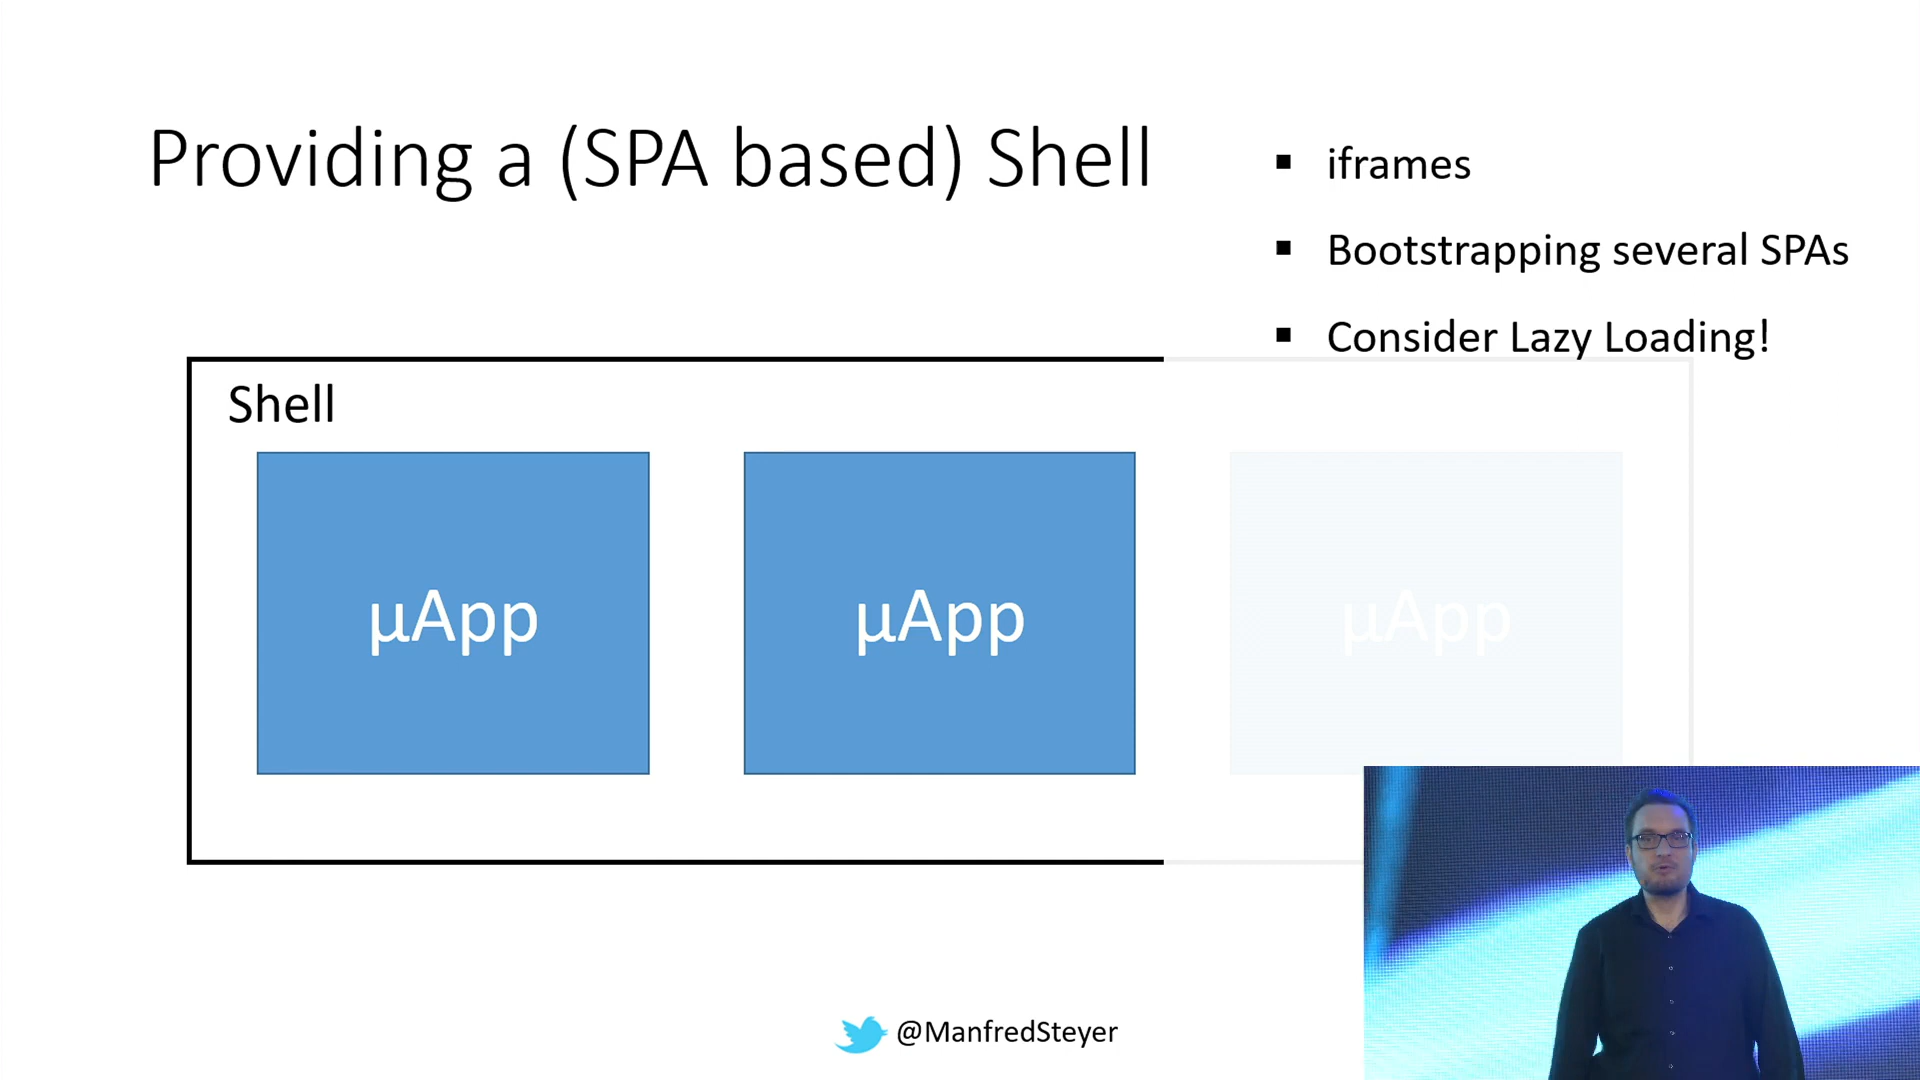 Providing a (SPA based) Shell
▪ iframes
▪ Bootstrapping several SPAs
▪ Consider Lazy Loading!
Shell
µApp
µApp
µApp
@ManfredSteyer